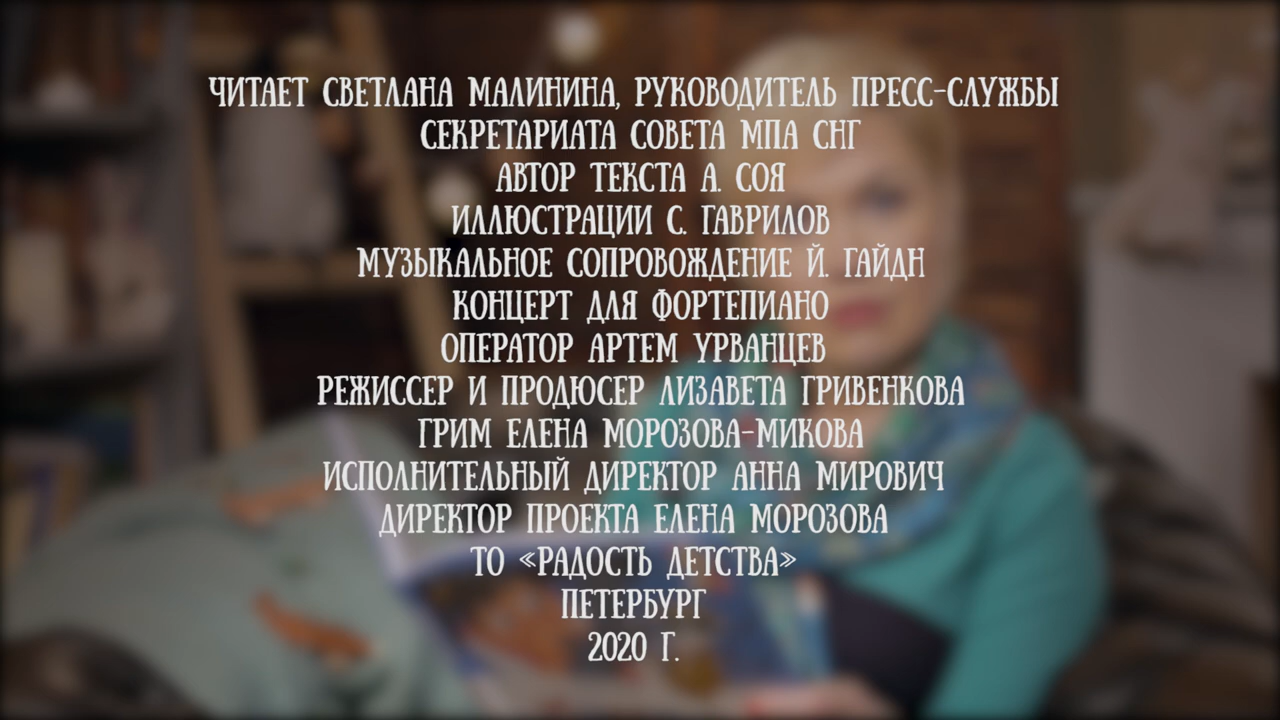 ЧИТАЕТ СВЕТЛАНА МАЛИНИНА, РУКОВОДИТЕЛЬ ПРЕСС-СЛУЖБЫ
СЕКРЕТАРИАТА СОВЕТА МПА СНГ
АВТОР ТЕКСТА А. СОЯ
ИЛЛЮСТРАЦИИ С. ГАВРИЛОВ
МУЗЫКАЛЬНОЕ СОПРОВОЖДЕНИЕ Й. ГАЙДН
КОНЦЕРТ ДЛЯ ФОРТЕПИАНО
ОПЕРАТОР АРТЕМ УРВАНЦЕВ
РЕЖИССЕР И ПРОДЮСЕР ЛИЗАВЕТА ГРИВЕНКОВА
ГРИМ ЕЛЕНА МОРОЗОВА-МИКОВА
ИСПОЛНИТЕЛЬНЫЙ ДИРЕКТОР АННА МИРОВИЧ
ДИРЕКТОР ПРОЕКТА ЕЛЕНА МОРОЗОВА
ТО «РАДОСТЬ ДЕТСТВА»
ПЕТЕРБУРГ
2020 Г.